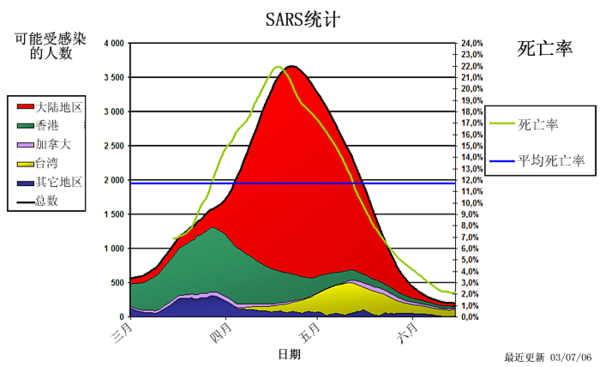 SARS统计
可能受感染
的人数
死亡率
4 000
3 500
3 000
2 500
2 000
1 500
1 000
500
0
24,0%
23,0%
22,0%
21,0%
20,0%
19,0%
18,0%
17,0%
16,0%
15,0%
14,0%
13,0%
12,0%
11,0%
10,0%
9,0%
8,0%
7,0%
6,0%
5,0%
4,0%
3,0%
2,0%
1,0%
0,0%
大陆地区
香港
加拿大
台湾
其它地区
总数
死亡率
平均死亡率
三月
四月
五月
六月
日期
最近更新 03/07/06